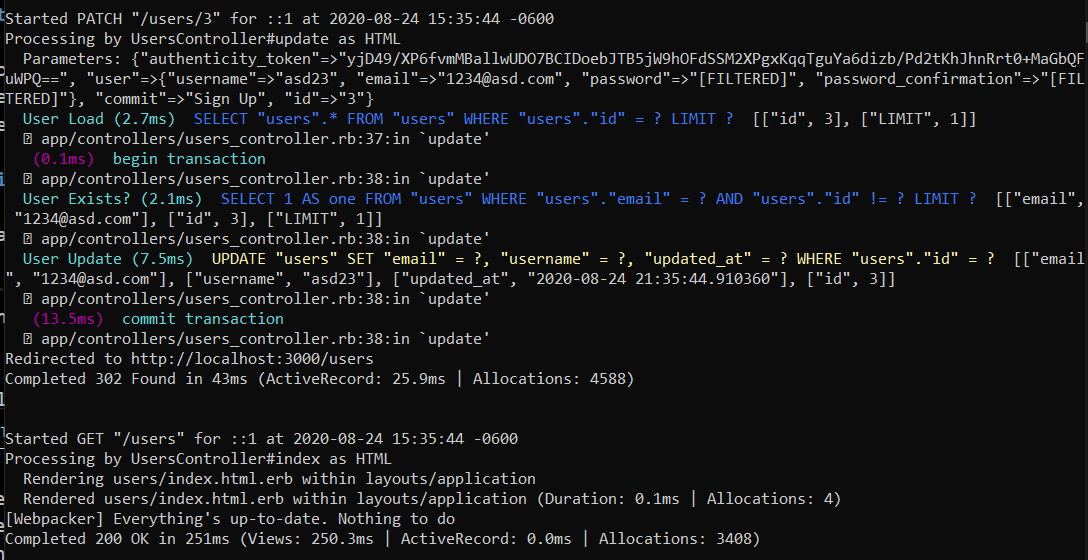 Started PATCH "/users/3" for ::1 at 2020-08-24 15:35:44 -0600
Processing by UsersController#update as HTML
  Parameters: {"authenticity_token"=>"yjD49/XP6fvmMBallwUDO7BCIDoebJTB5jW9hOFdSSM2XPgxKqqTguYa6dizb/Pd2tKhJhnRrt0+MaGbQF
uWPQ==", "user"=>{"username"=>"asd23", "email"=>"1234@asd.com", "password"=>"[FILTERED]", "password_confirmation"=>"[FIL
TERED]"}, "commit"=>"Sign Up", "id"=>"3"}
  User Load (2.7ms)  SELECT "users".* FROM "users" WHERE "users"."id" = ? LIMIT ?  [["id", 3], ["LIMIT", 1]]
  app/controllers/users_controller.rb:37:in `update'
   (0.1ms)  begin transaction
  app/controllers/users_controller.rb:38:in `update'
  User Exists? (2.1ms)  SELECT 1 AS one FROM "users" WHERE "users"."email" = ? AND "users"."id" != ? LIMIT ?  [["email",
 "1234@asd.com"], ["id", 3], ["LIMIT", 1]]
  app/controllers/users_controller.rb:38:in `update'
  User Update (7.5ms)  UPDATE "users" SET "email" = ?, "username" = ?, "updated_at" = ? WHERE "users"."id" = ?  [["email
", "1234@asd.com"], ["username", "asd23"], ["updated_at", "2020-08-24 21:35:44.910360"], ["id", 3]]
  app/controllers/users_controller.rb:38:in `update'
   (13.5ms)  commit transaction
  app/controllers/users_controller.rb:38:in `update'
Redirected to http://localhost:3000/users
Completed 302 Found in 43ms (ActiveRecord: 25.9ms | Allocations: 4588)
Started GET "/users" for ::1 at 2020-08-24 15:35:44 -0600
Processing by UsersController#index as HTML
  Rendering users/index.html.erb within layouts/application
  Rendered users/index.html.erb within layouts/application (Duration: 0.1ms | Allocations: 4)
[Webpacker] Everything's up-to-date. Nothing to do
Completed 200 OK in 251ms (Views: 250.3ms | ActiveRecord: 0.0ms | Allocations: 3408)